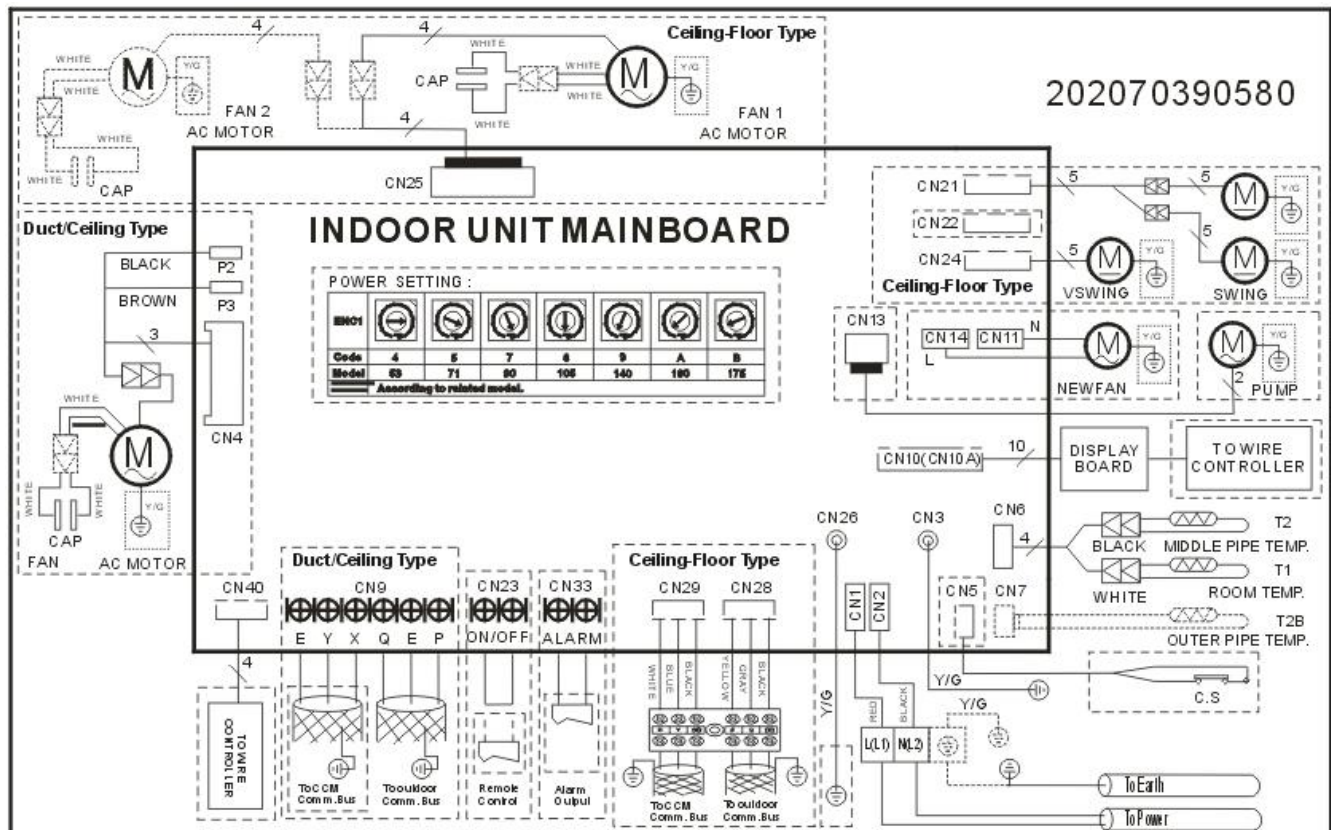 4
4
Ceiling-Floor Type
WHITE
WHITE
WHITE
M
Y/G
CAP
WHITE
WHITE
M
Y/G
202070390580
FAN 2
AC MOTOR
4
FAN 1
AC MOTOR
WHITE
WHITE
WHITE
CAP
CN25
CN21
5
5
M
Y/G
CN22
5
CN24
5
M
Y/G
M
Y/G
Ceiling-Floor Type
VSWING
SWING
Duct/Ceiling Type
BLACK
P2
BROWN
P3
3
WHITE
CN4
M
Y/G
WHITE
WHITE
CAP
FAN
AC MOTOR
INDOOR UNIT MAINBOARD
POWER SETTING :
ENC1
Code 4 5 7 8 9 A B
Model 53 71 90 105 140 160 175
According to related model.
CN13
CN14
CN11
N
L
M
Y/G
NEWFAN
M
Y/G
2
PUMP
CN10(CN10A)
10
DISPLAY
BOARD
TO WIRE
CONTROLLER
CN26
CN3
CN6
4
BLACK
T2
MIDDLE PIPE TEMP.
WHITE
T1
ROOM TEMP.
CN5
CN7
T2B
OUTER PIPE TEMP.
C.S
CN40
4
TO WIRE
CONTROLLER
Duct/Ceiling Type
CN9
E Y X Q E P
To CCM
Comm.Bus
To outdoor
Comm.Bus
CN23
ON/OFF
Remote
Control
CN33
ALARM
Alarm
Output
Ceiling-Floor Type
CN29
CN28
WHITE
BLUE
BLACK
YELLOW
GRAY
BLACK
To CCM
Comm.Bus
To outdoor
Comm.Bus
Y/G
CN1
CN2
RED
BLACK
Y/G
Y/G
L(L1)
N(L2)
To Earth
To Power